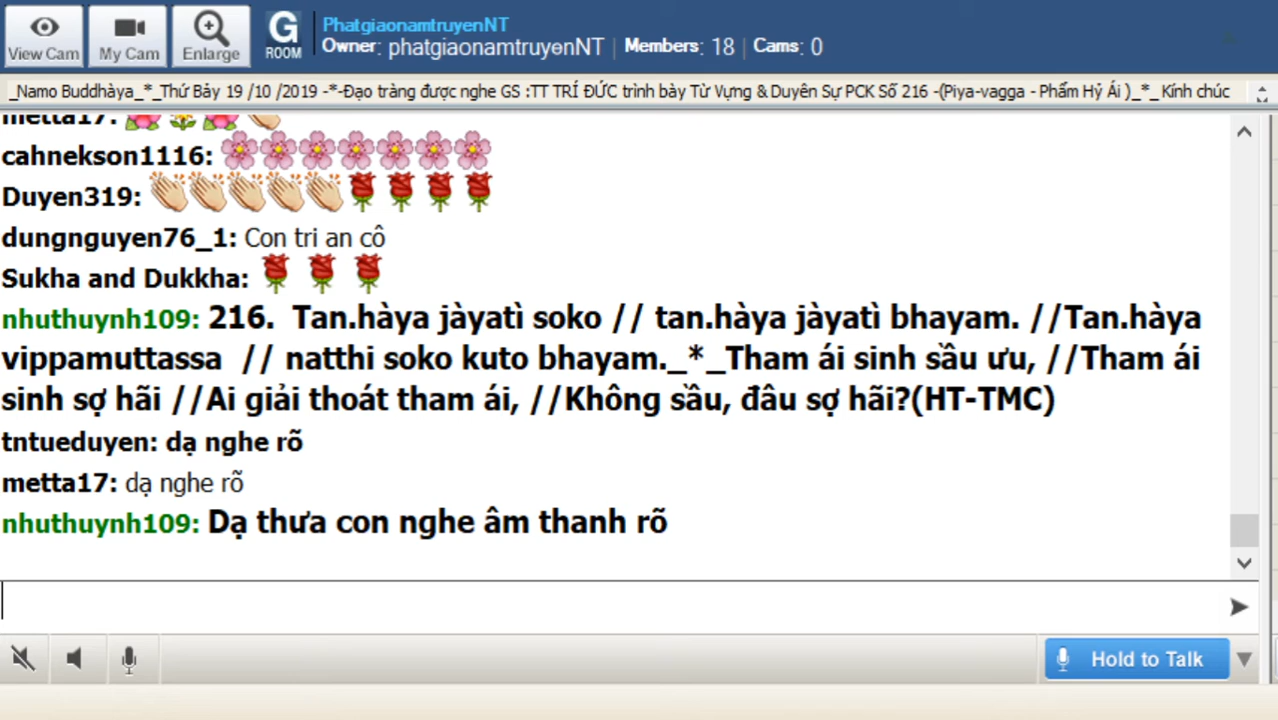 View Cam
My Cam
Enlarge
G
ROOM
PhatgiaonamtruyenNT
Owner: phatgiaonamtruyenNT | Members: 18 | Cams: 0
_Namo Buddhàya_*_Thứ Bảy 19 /10 /2019 -*-Đạo tràng được nghe GS :TT TRÍ ĐỨC trình bày Từ Vựng & Duyên Sự PCK Số 216 -(Piya-vagga - Phẩm Hỷ Ái )_*_ Kính chúc
metta17:
cahnekson1116:
Duyen319:
dungnguyen76_1: Con tri an cô
Sukha and Dukkha:
nhuthuynh109: 216. Tan.hàya jàyatì soko // tan.hàya jàyatì bhayam. //Tan.hàya
vippamuttassa // natthi soko kuto bhayam._*_Tham ái sinh sầu ưu, //Tham ái
sinh sợ hãi //Ai giải thoát tham ái, //Không sầu, đâu sợ hãi?(HT-TMC)
tntueduyen: dạ nghe rõ
metta17: dạ nghe rõ
nhuthuynh109: Dạ thưa con nghe âm thanh rõ
Hold to Talk